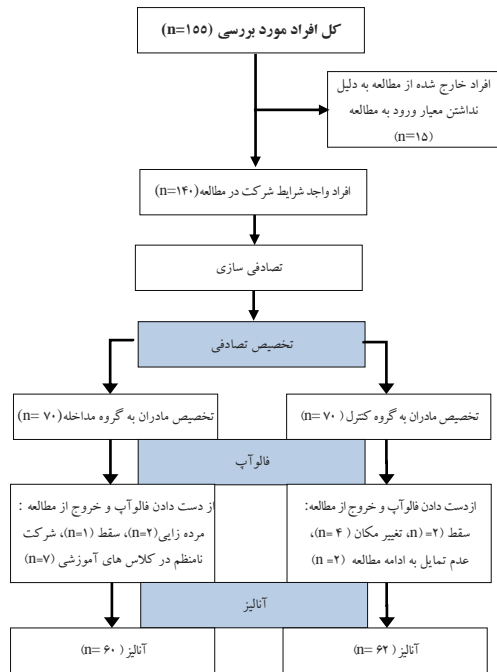 کل افراد مورد بررسی (n=۱۵۵)
افراد خارج شده از مطالعه به دلیل
نداشتن معیار ورود به مطالعه
(n=۱۵)
افراد واجد شرایط شرکت در مطالعه(n=۱۴۰)
تصادفی سازی
تخصیص تصادفی
تخصیص مادران به گروه کنترل (n= ۷۰)
تخصیص مادران به گروه مداخله(n= ۷۰)
فالوآپ
ازدست دادن فالوآپ و خروج از مطالعه:
سقط (n =۲)، تغییر مکان (n= ۴)،
عدم تمایل به ادامه مطالعه (n =۲)
از دست دادن فالوآپ و خروج از مطالعه :
مرده زایی(n=۲)، سقط (n=۱)، شرکت
نامنظم در کلاس های آموزشی (n=۷)
آنالیز
آنالیز (n= ۶۲)
آنالیز (n= ۶۰)